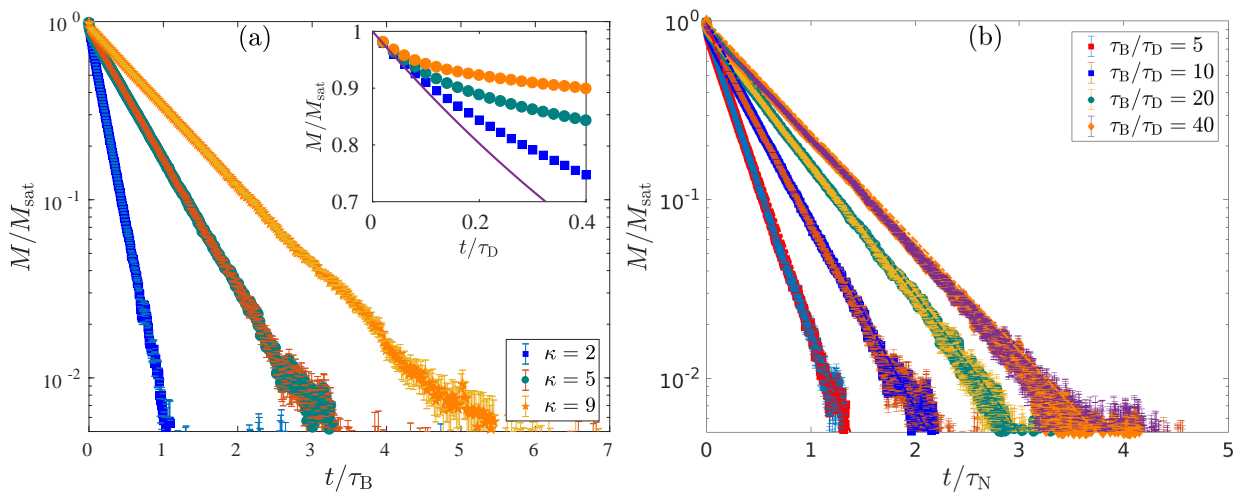 (a)
M/M_sat
10^0
10^-1
10^-2
0 1 2 3 4 5 6 7
t/τ_B
κ = 2
κ = 5
κ = 9
M/M_sat
1
0.9
0.8
0.7
0 0.2 0.4
t/τ_D
(b)
M/M_sat
10^0
10^-1
10^-2
0 1 2 3 4 5
t/τ_N
τ_B/τ_D = 5
τ_B/τ_D = 10
τ_B/τ_D = 20
τ_B/τ_D = 40